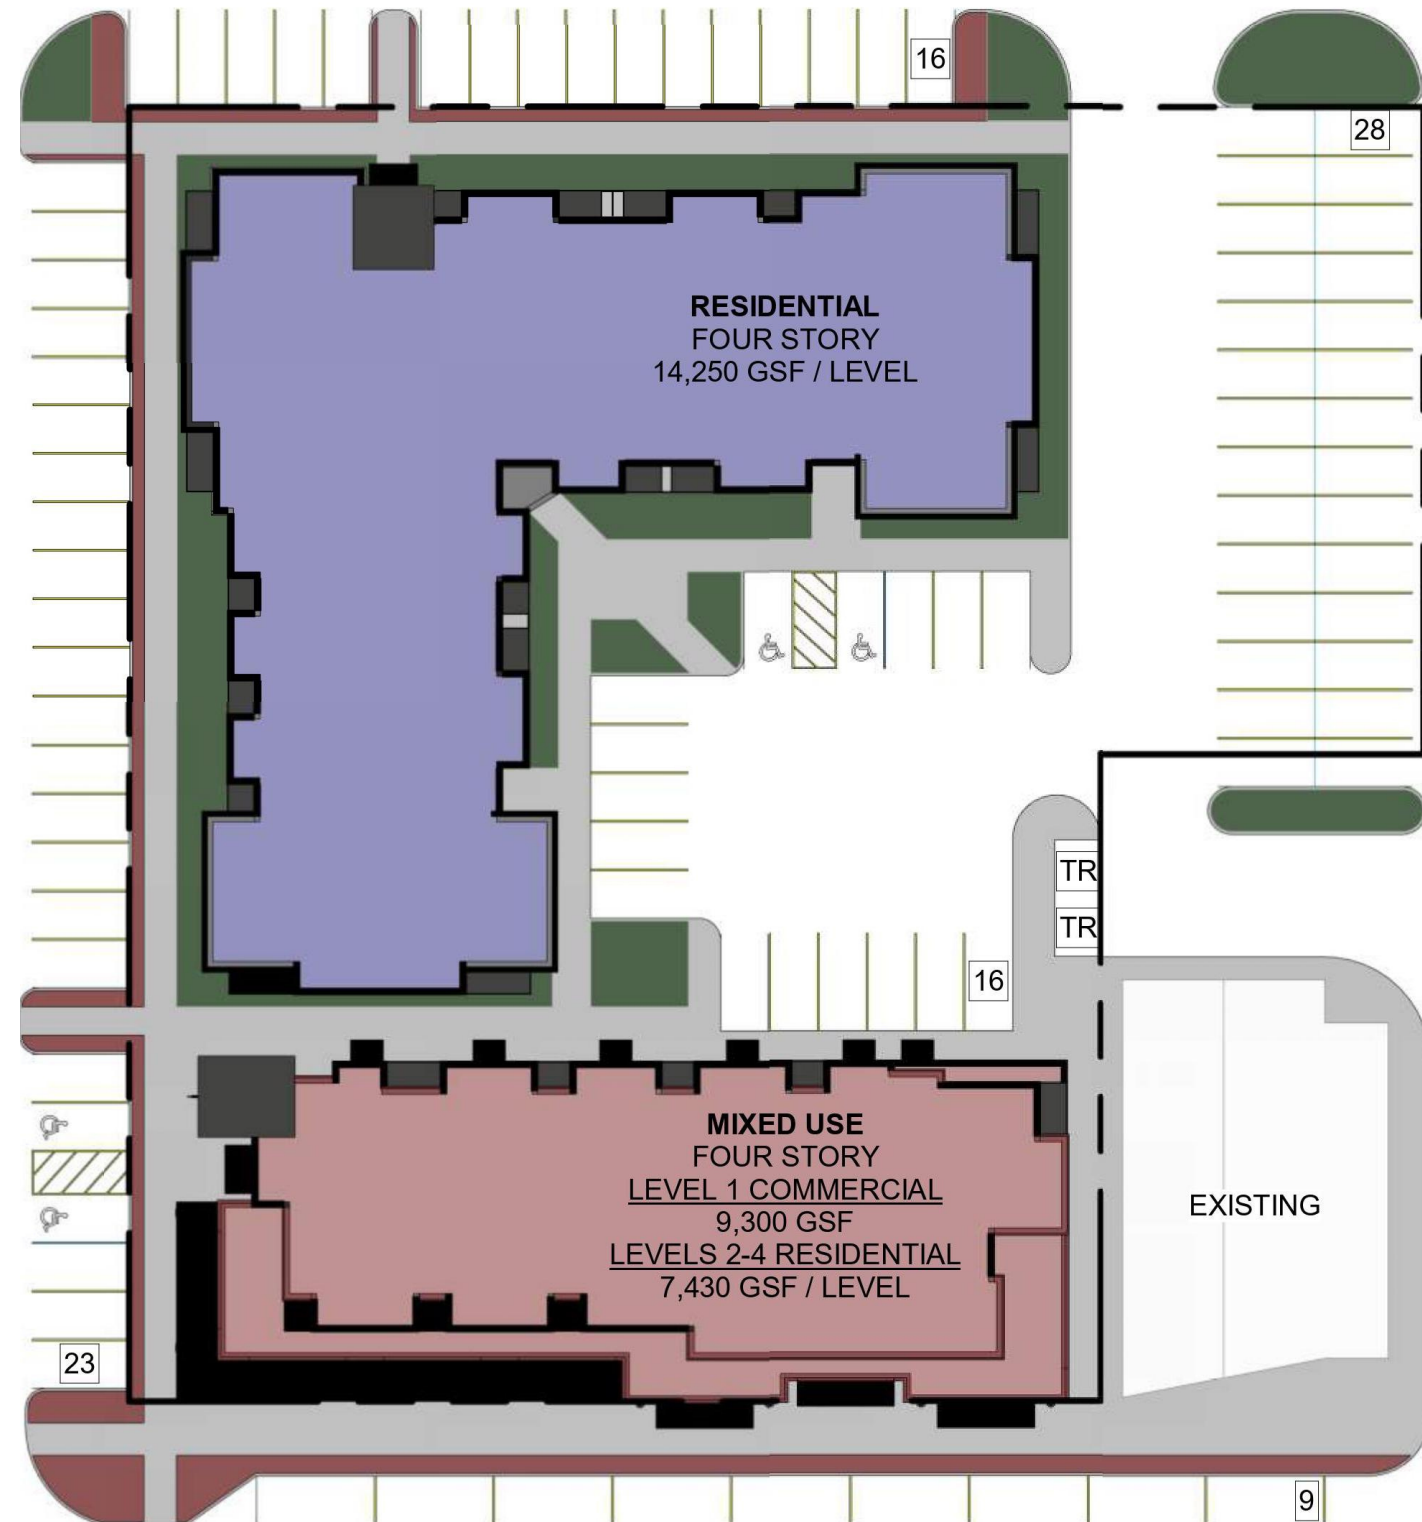 16
28
RESIDENTIAL
FOUR STORY
14,250 GSF / LEVEL
TR
TR
16
MIXED USE
FOUR STORY
LEVEL 1 COMMERCIAL
9,300 GSF
LEVELS 2-4 RESIDENTIAL
7,430 GSF / LEVEL
EXISTING
23
9